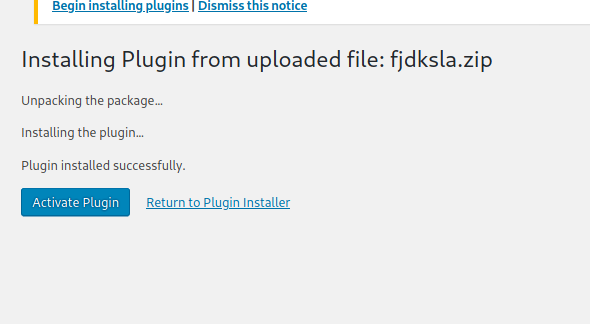 Begin installing plugins | Dismiss this notice
Installing Plugin from uploaded file: fjdksla.zip
Unpacking the package...
Installing the plugin...
Plugin installed successfully.
Activate Plugin Return to Plugin Installer